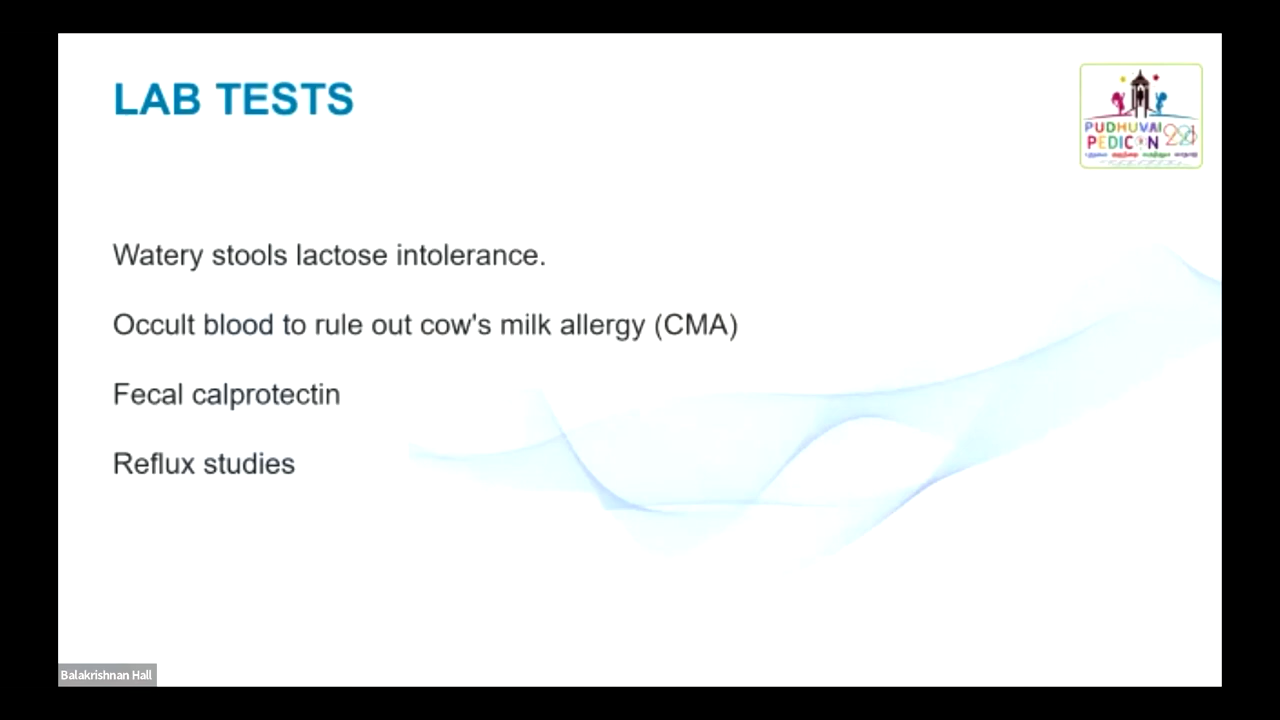 LAB TESTS
PUDHUVAI
PEDICON
Watery stools lactose intolerance.
Occult blood to rule out cow's milk allergy (CMA)
Fecal calprotectin
Reflux studies
Balakrishnan Hall